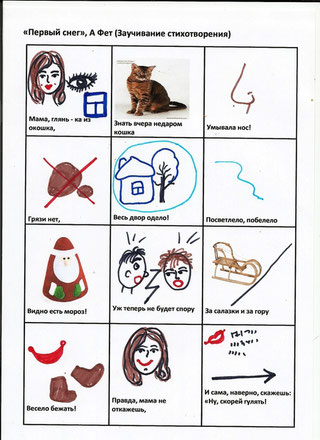 «Первый снег», А Фет (Заучивание стихотворения)
Мама, глянь - ка из
окошка,
Знать вчера недаром
кошка
Умывала нос!
Грязи нет,
Весь двор одело!
Посветлело, побелело
Видно есть мороз!
Уж теперь не будет спору
За салазки и за гору
Весело бежать!
Правда, мама не
откажешь,
И сама, наверно, скажешь:
«Ну, скорей гулять!